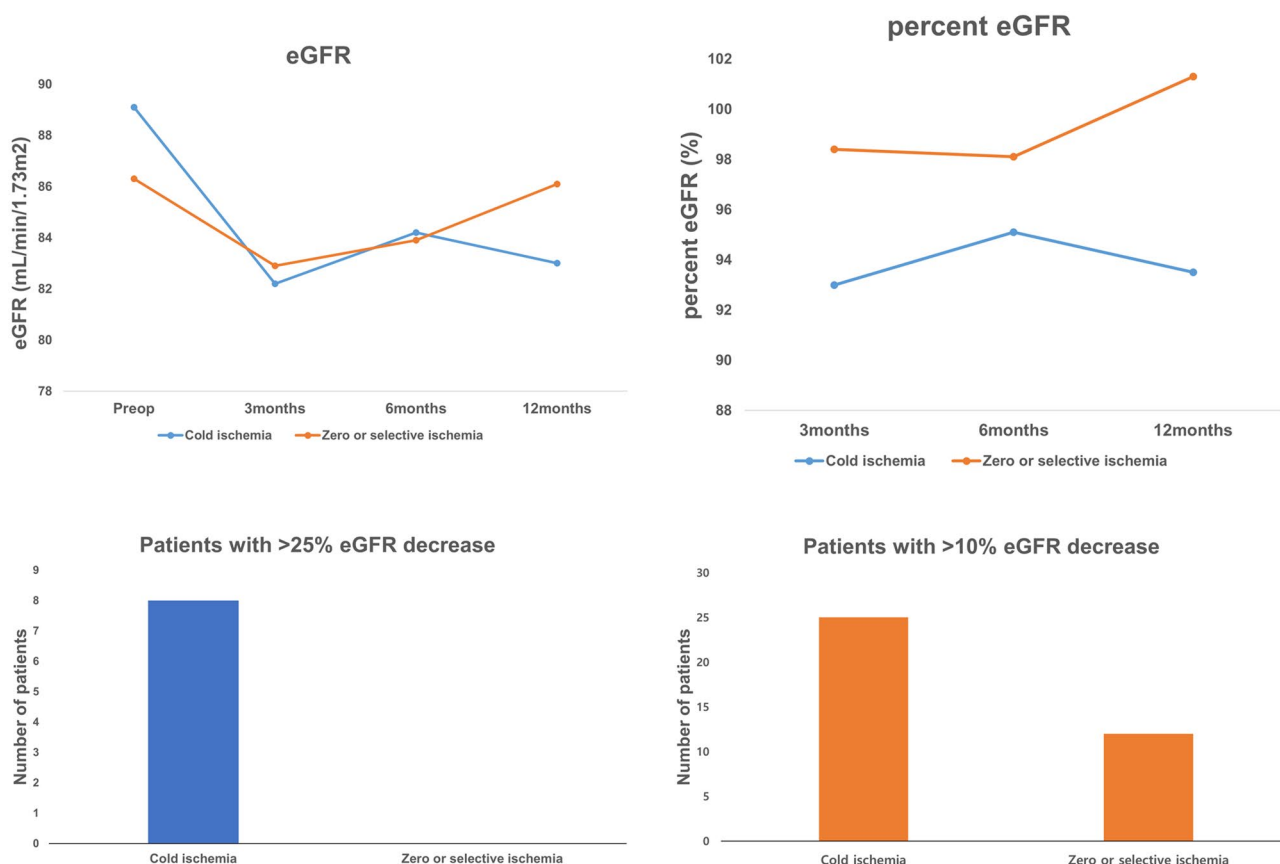 eGFR
eGFR (mL/min/1.73m2)
90
88
86
84
82
80
78
Preop 3months 6months 12months
Cold ischemia Zero or selective ischemia
percent eGFR
percent eGFR (%)
102
100
98
96
94
92
90
88
3months 6months 12months
Cold ischemia Zero or selective ischemia
Patients with >25% eGFR decrease
Number of patients
9
8
7
6
5
4
3
2
1
0
Cold ischemia Zero or selective ischemia
Patients with >10% eGFR decrease
Number of patients
30
25
20
15
10
5
0
Cold ischemia Zero or selective ischemia